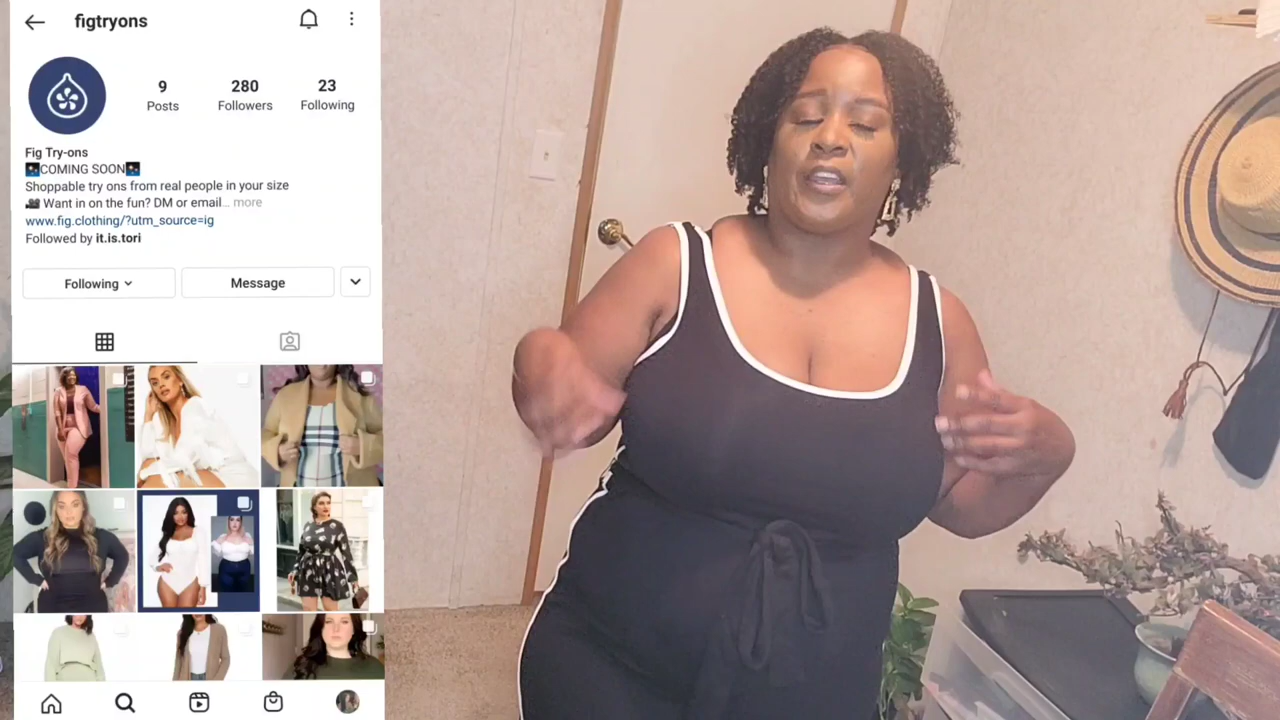 figtryons
9 280 23
Posts Followers Following
Fig Try-ons
COMING SOON
Shoppable try ons from real people in your size
Want in on the fun? DM or email... more
www.fig.clothing/?utm_source=ig
Followed by it.is.tori
Following Message